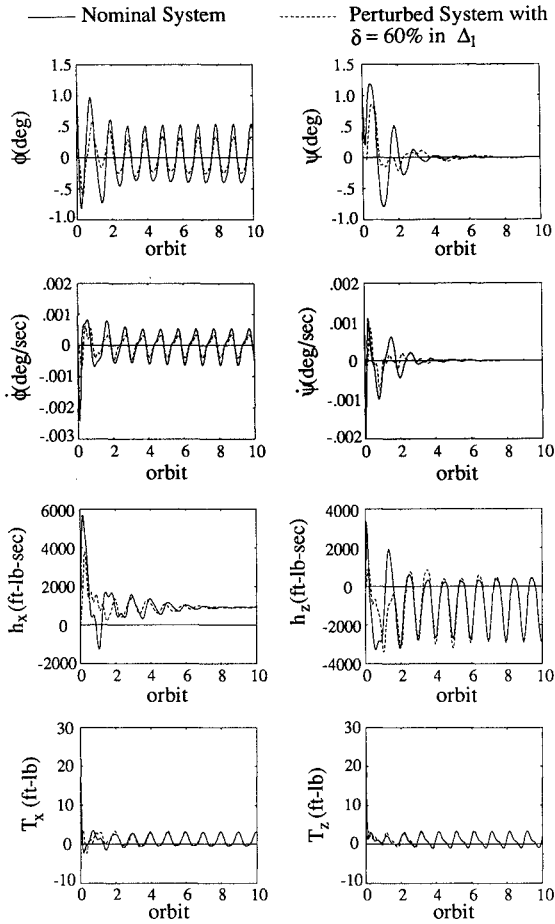 Nominal System
Perturbed System with
δ = 60% in Δ₁
1.5
1.0
.5
0
-.5
-1.0
ϕ(deg)
0 2 4 6 8 10
orbit
1.5
1.0
.5
0
-.5
-1.0
ψ(deg)
0 2 4 6 8 10
orbit
.002
.001
0
-.001
-.002
-.003
ϕ̇(deg/sec)
0 2 4 6 8 10
orbit
.002
.001
0
-.001
-.002
ψ̇(deg/sec)
0 2 4 6 8 10
orbit
6000
4000
2000
0
-2000
hₓ(ft-lb-sec)
0 2 4 6 8 10
orbit
4000
2000
0
-2000
-4000
h_z(ft-lb-sec)
0 2 4 6 8 10
orbit
30
20
10
0
-10
Tₓ (ft-lb)
0 2 4 6 8 10
orbit
30
20
10
0
-10
T_z (ft-lb)
0 2 4 6 8 10
orbit